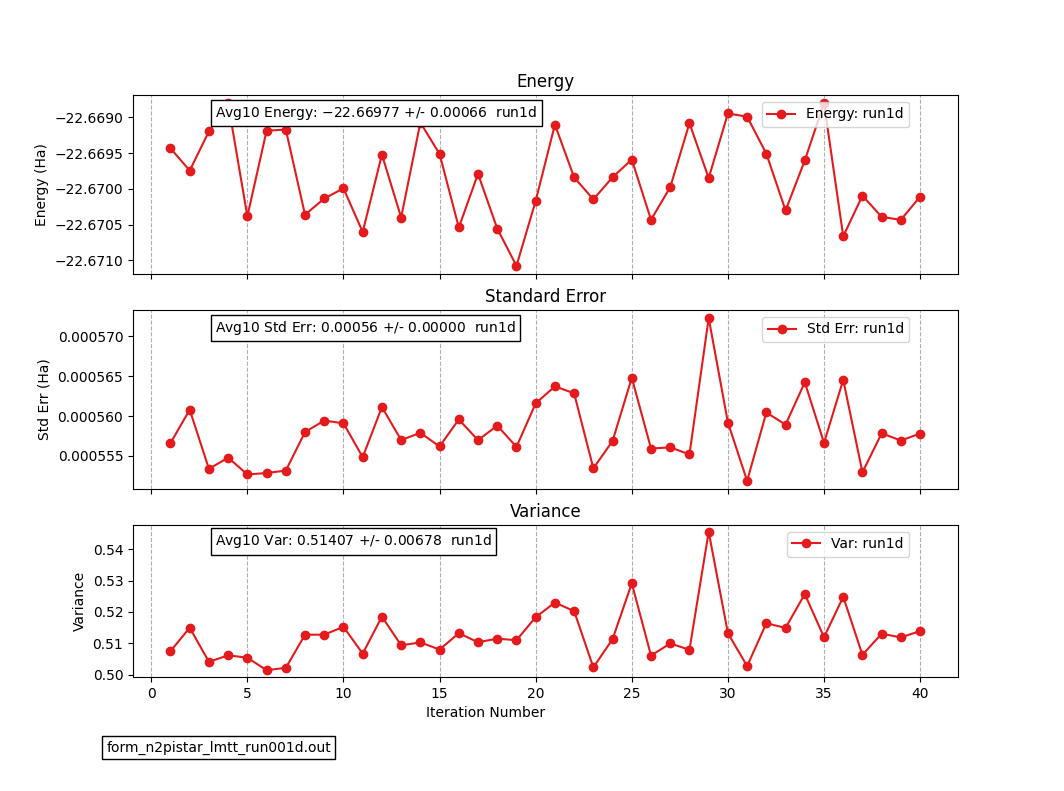 Energy
Avg10 Energy: −22.66977 +/- 0.00066 run1d
Energy: run1d
−22.6690
−22.6695
−22.6700
−22.6705
−22.6710
Energy (Ha)
Standard Error
Avg10 Std Err: 0.00056 +/- 0.00000 run1d
Std Err: run1d
0.000570
0.000565
0.000560
0.000555
Std Err (Ha)
Variance
Avg10 Var: 0.51407 +/- 0.00678 run1d
Var: run1d
0.54
0.53
0.52
0.51
0.50
Variance
0 5 10 15 20 25 30 35 40
Iteration Number
form_n2pistar_lmtt_run001d.out